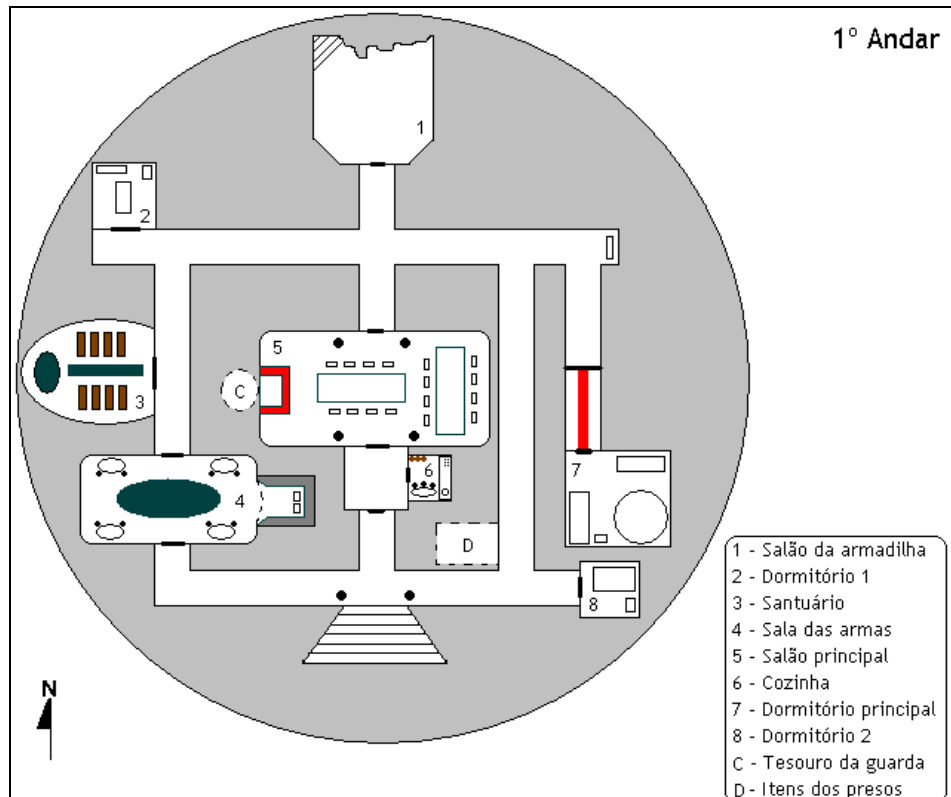 1° Andar
1
2
5
C
3
6
4
7
D
8
N
1 - Salão da armadilha
2 - Dormitório 1
3 - Santuário
4 - Sala das armas
5 - Salão principal
6 - Cozinha
7 - Dormitório principal
8 - Dormitório 2
C - Tesouro da guarda
D - Itens dos presos